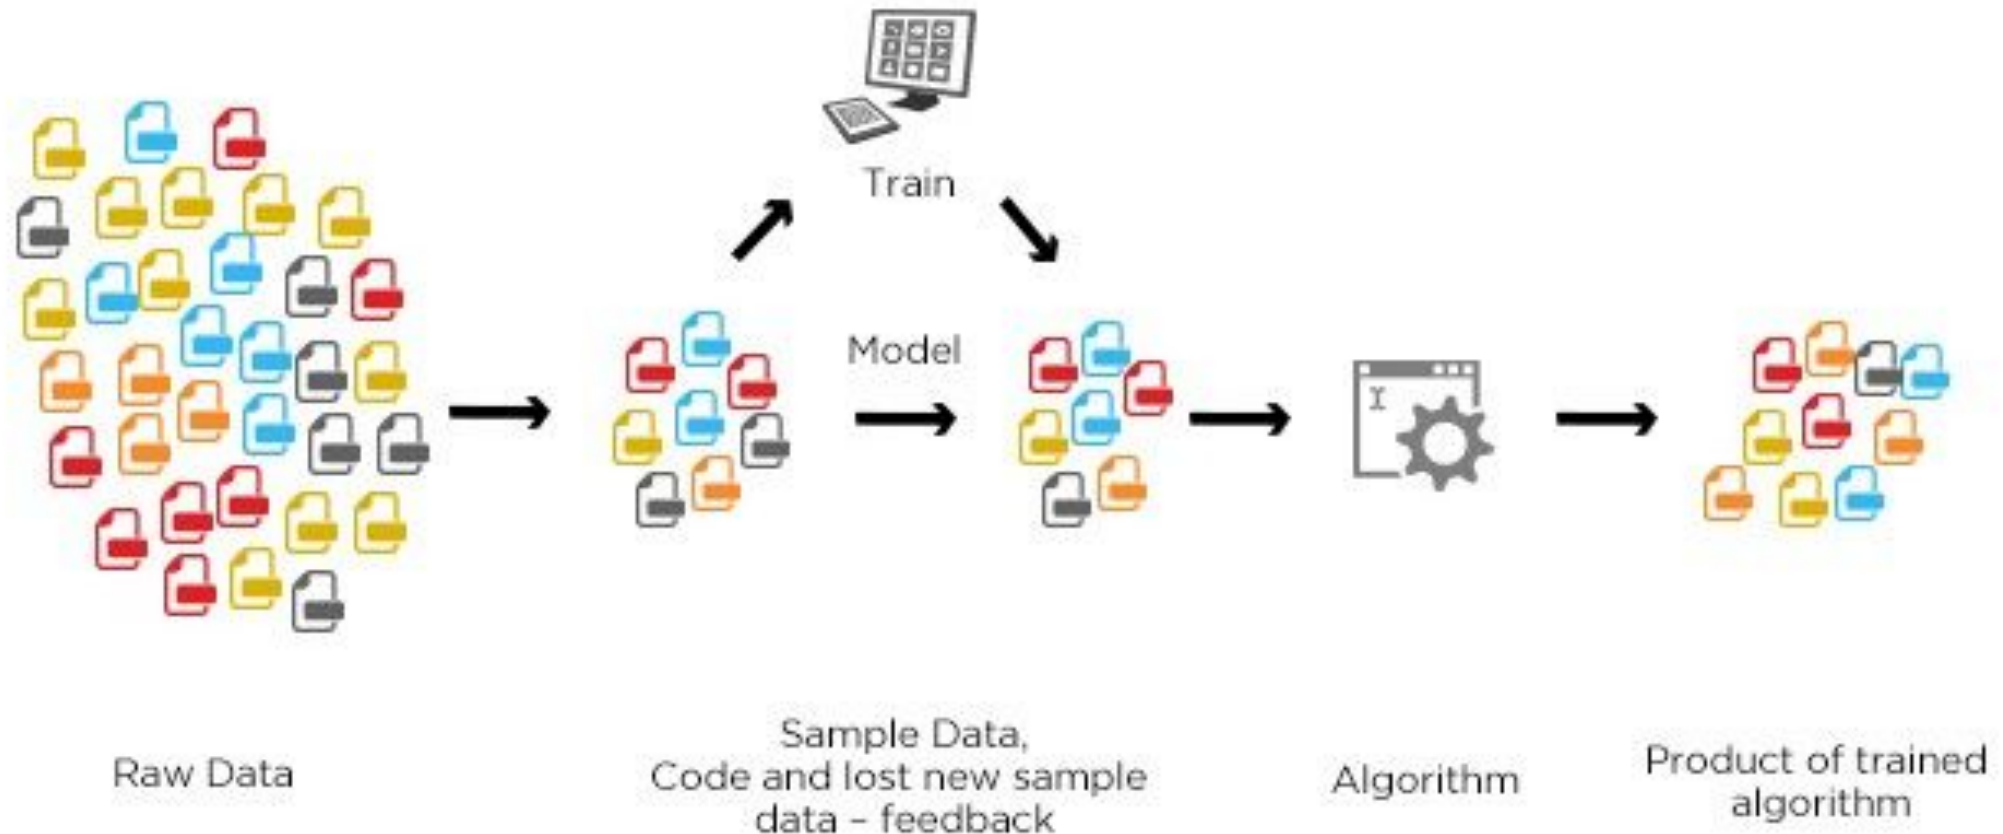 Train
Model
Raw Data
Sample Data,
Code and lost new sample
data – feedback
Algorithm
Product of trained
algorithm